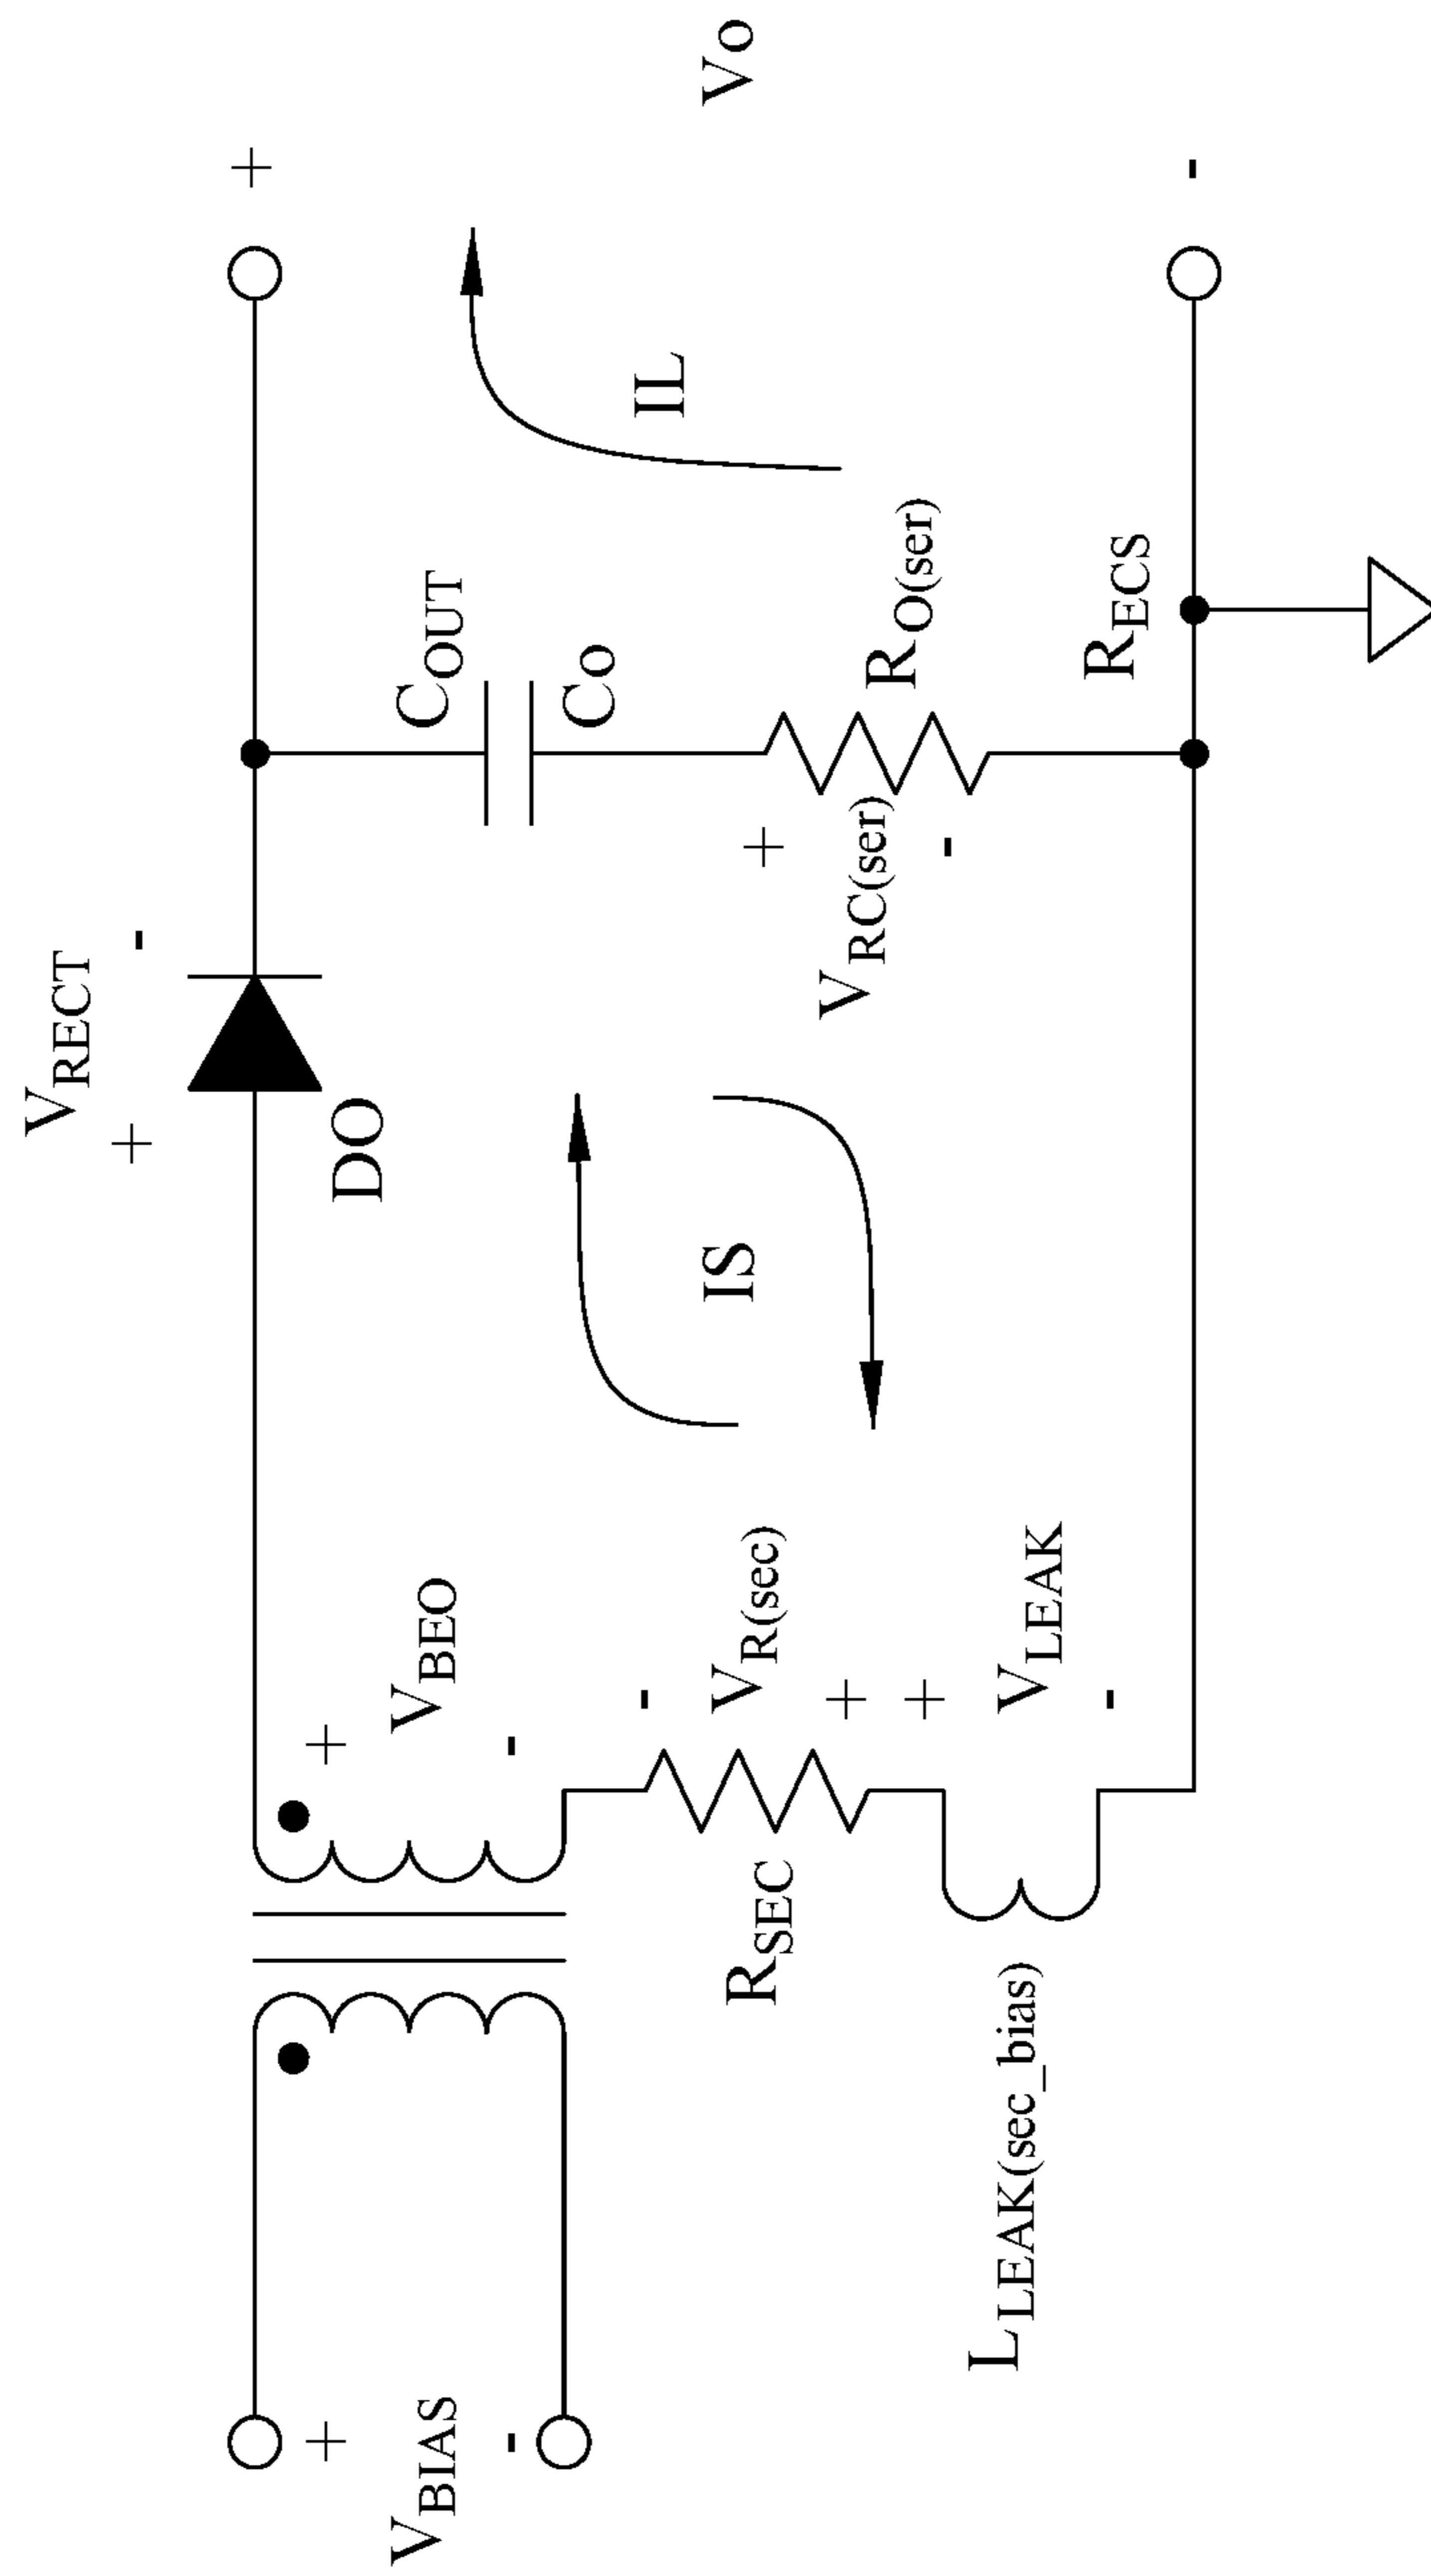 VRECT
+ -
DO
+
VBIAS
-
+
VBEO
-
COUT
Co
IL
+
Vo
-
IS
RSEC
-
VR(sec)
+
+
VLEAK
-
LLEAK(sec_bias)
+
VRC(ser)
-
RO(ser)
RECS